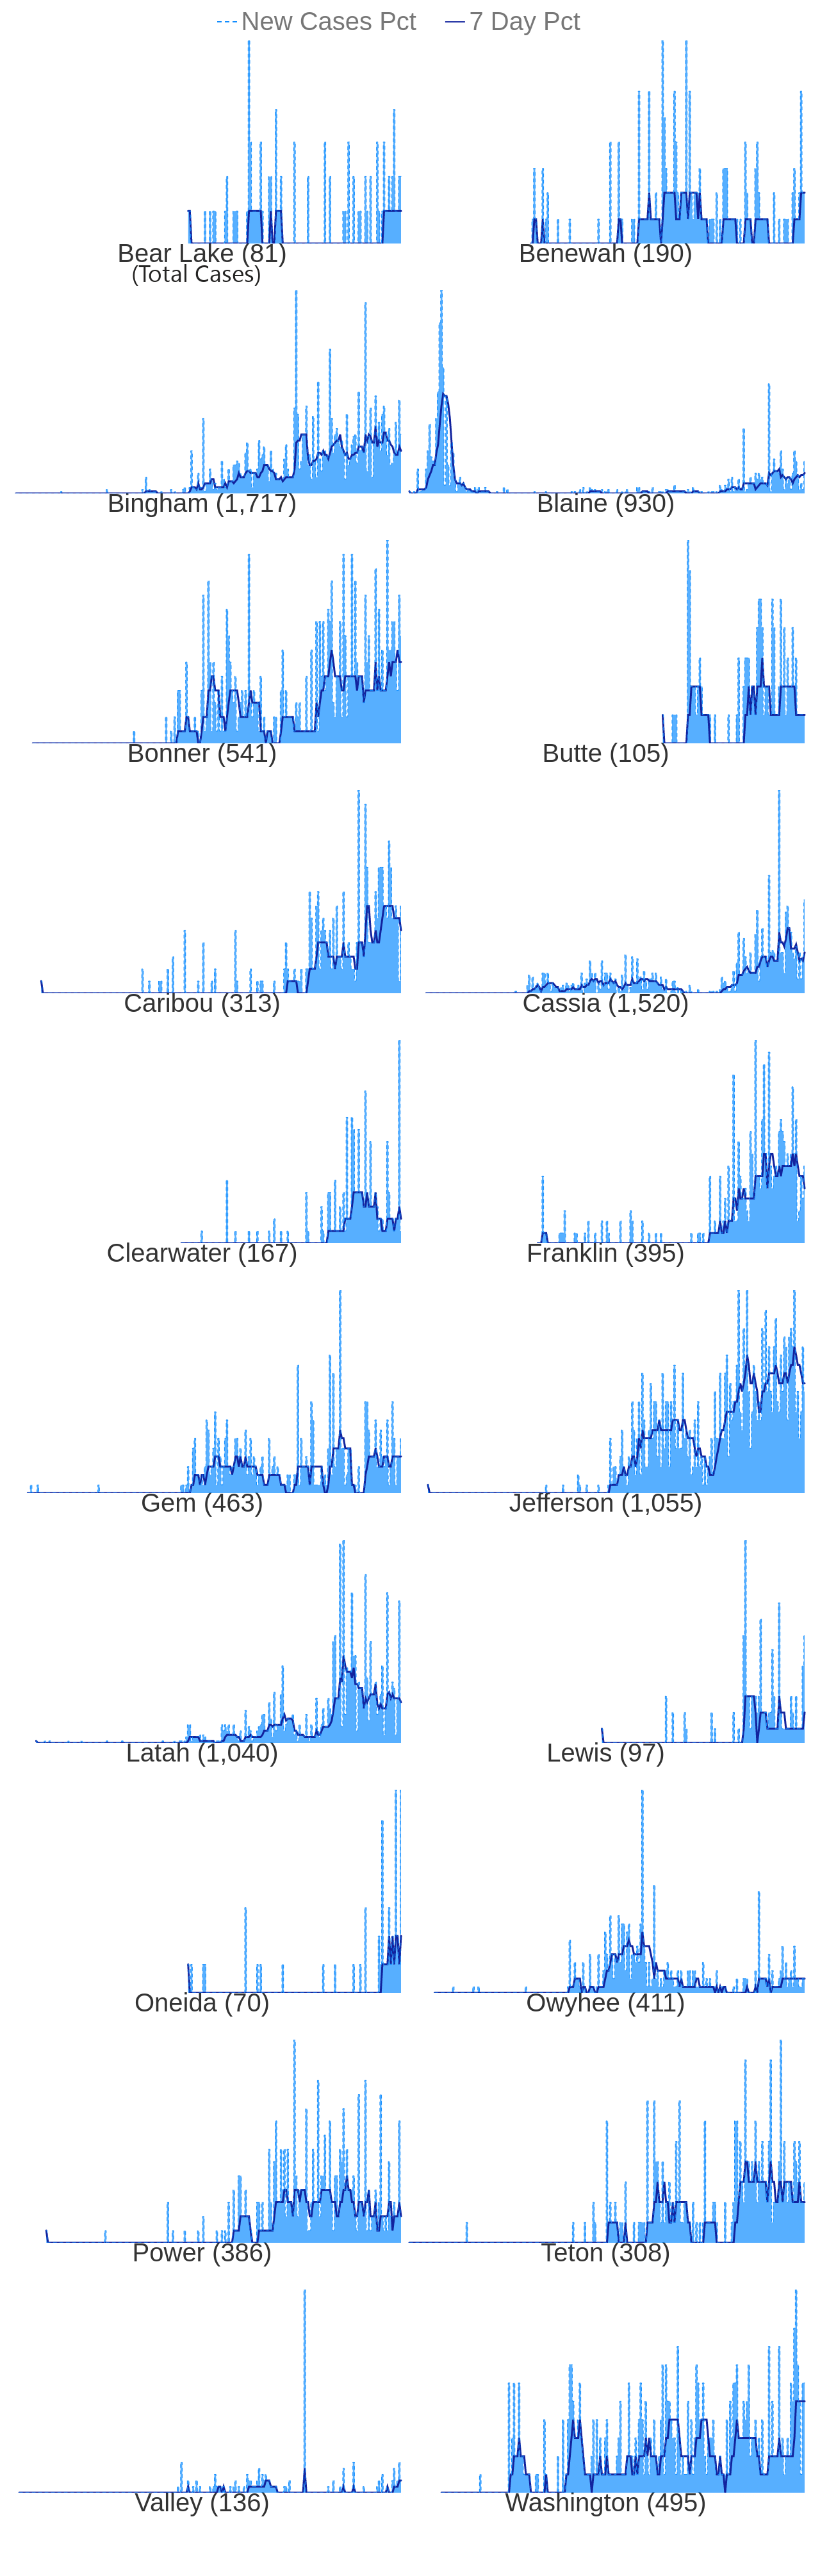 New Cases Pct 7 Day Pct
Bear Lake (81) Benewah (190)
(Total Cases)
Bingham (1,717) Blaine (930)
Bonner (541) Butte (105)
Caribou (313) Cassia (1,520)
Clearwater (167) Franklin (395)
Gem (463) Jefferson (1,055)
Latah (1,040) Lewis (97)
Oneida (70) Owyhee (411)
Power (386) Teton (308)
Valley (136) Washington (495)